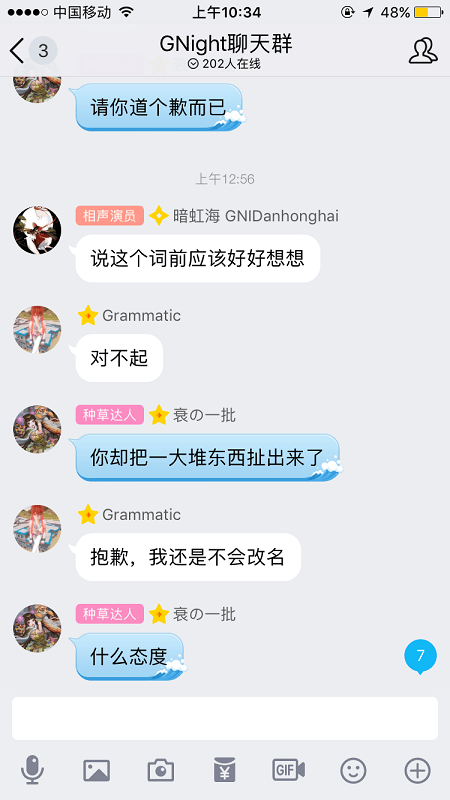 中国移动 上午10:34 48%
3 GNight聊天群
202人在线
请你道个歉而已
上午12:56
相声演员 暗虹海 GNIDanhonghai
说这个词前应该好好想想
Grammatic
对不起
种草达人 衰の一批
你却把一大堆东西扯出来了
Grammatic
抱歉，我还是不会改名
种草达人 衰の一批
什么态度
7
GIF